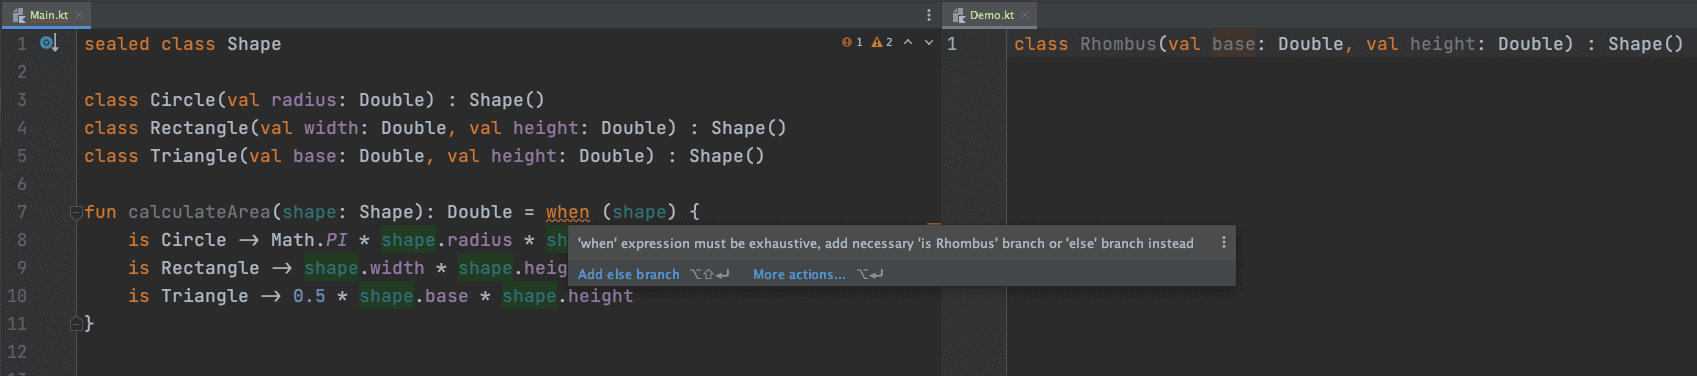 Main.kt
Demo.kt
1 sealed class Shape
1 2
1 class Rhombus(val base: Double, val height: Double) : Shape()
2
3 class Circle(val radius: Double) : Shape()
4 class Rectangle(val width: Double, val height: Double) : Shape()
5 class Triangle(val base: Double, val height: Double) : Shape()
6
7 fun calculateArea(shape: Shape): Double = when (shape) {
8 is Circle -> Math.PI * shape.radius * sh
'when' expression must be exhaustive, add necessary 'is Rhombus' branch or 'else' branch instead
9 is Rectangle -> shape.width * shape.heig
Add else branch ⌥⇧↵ More actions... ⌥↵
10 is Triangle -> 0.5 * shape.base * shape.height
11 }
12